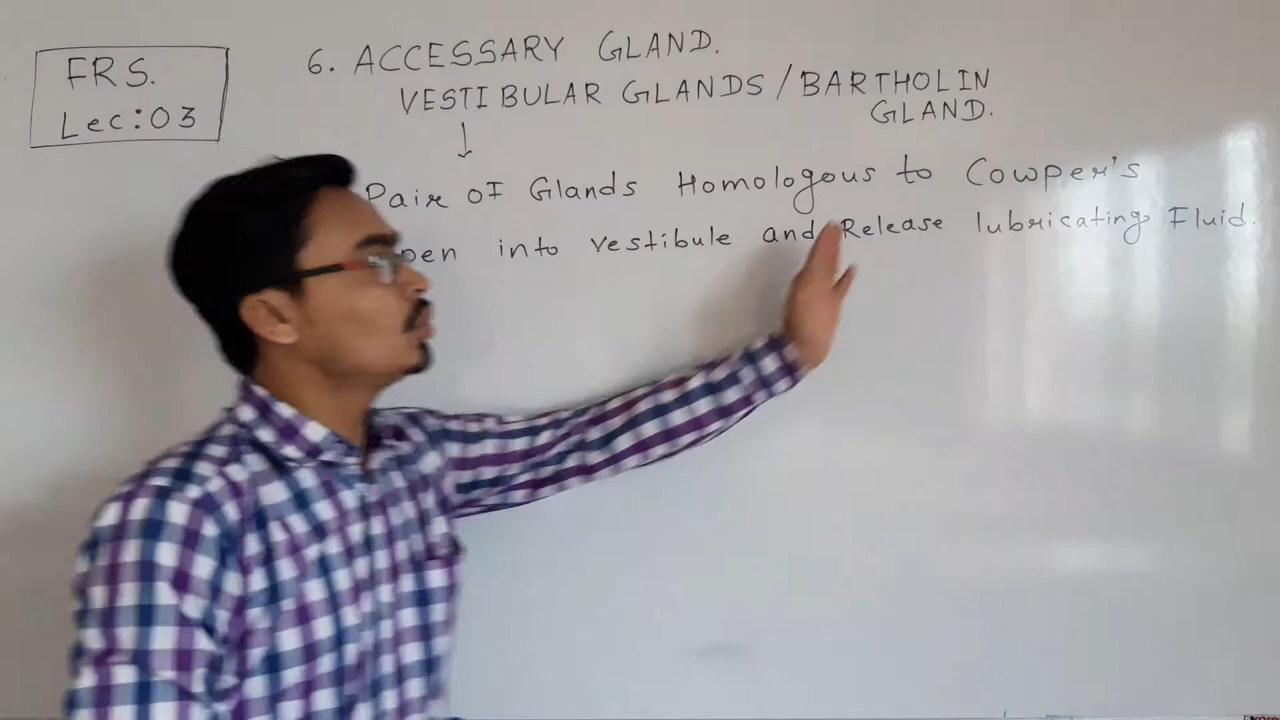 FRS.
Lec:03
6. ACCESSARY GLAND.
VESTIBULAR GLANDS / BARTHOLIN
GLAND.
↓
Pair of Glands Homologous to Cowper's
pen into vestibule and Release lubricating Fluid.